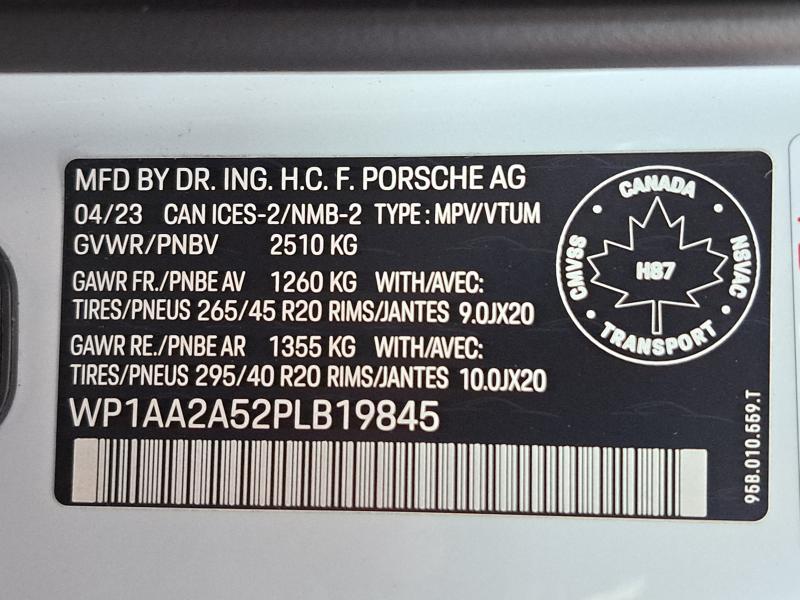 MFD BY DR. ING. H.C. F. PORSCHE AG
04/23 CAN ICES-2/NMB-2 TYPE : MPV/VTUM
GVWR/PNBV 2510 KG
GAWR FR./PNBE AV 1260 KG WITH/AVEC:
TIRES/PNEUS 265/45 R20 RIMS/JANTES 9.0JX20
GAWR RE./PNBE AR 1355 KG WITH/AVEC:
TIRES/PNEUS 295/40 R20 RIMS/JANTES 10.0JX20
WP1AA2A52PLB19845
CANADA
CMVSS
H87
NSVAC
TRANSPORT
95B.010.559.T